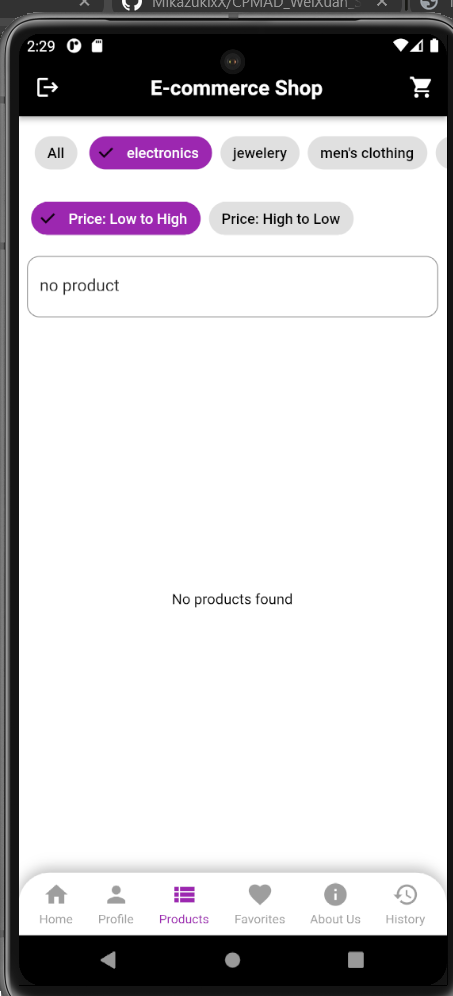 MikazukixX/CPMAD_WeiXuan_S
2:29
E-commerce Shop
All
electronics
jewelery
men's clothing
Price: Low to High
Price: High to Low
no product
No products found
Home
Profile
Products
Favorites
About Us
History